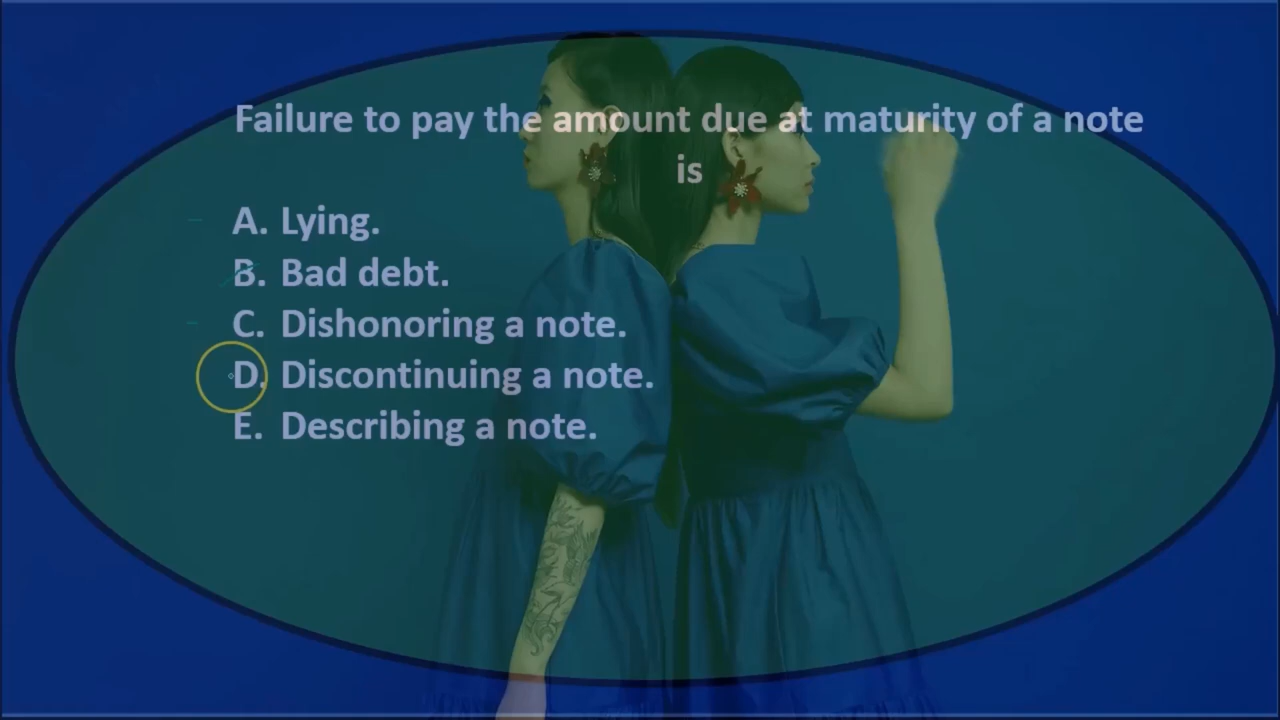 Failure to pay the amount due at maturity of a note
is
A. Lying.
B. Bad debt.
C. Dishonoring a note.
D. Discontinuing a note.
E. Describing a note.